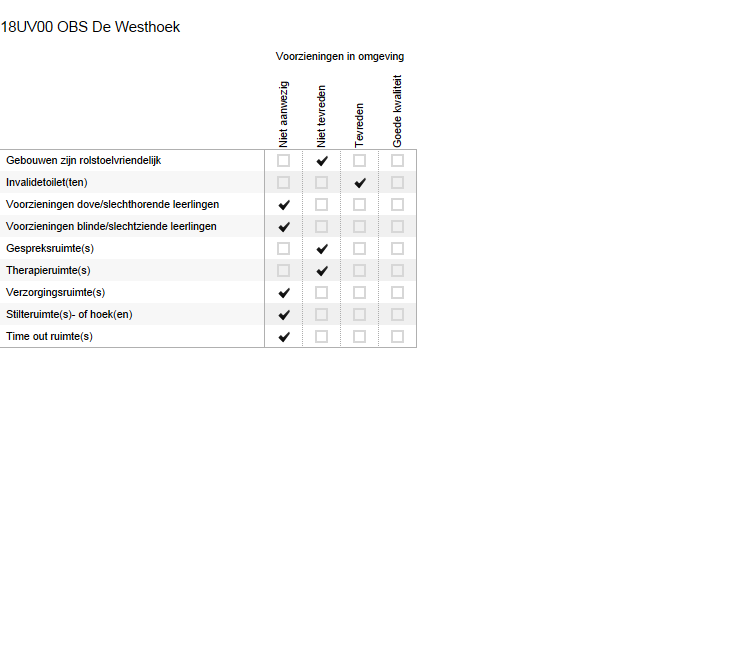 18UV00 OBS De Westhoek
Voorzieningen in omgeving
Niet aanwezig
Niet tevreden
Tevreden
Goede kwaliteit
Gebouwen zijn rolstoelvriendelijk
Invalidetoilet(ten)
Voorzieningen dove/slechthorende leerlingen
Voorzieningen blinde/slechtziende leerlingen
Gespreksruimte(s)
Therapieruimte(s)
Verzorgingsruimte(s)
Stilteruimte(s)- of hoek(en)
Time out ruimte(s)